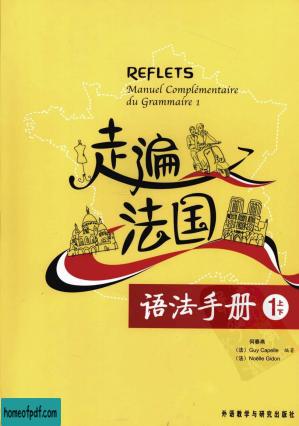 REFLETS
Manuel Complémentaire
du Grammaire 1
走遍
法国
语法手册 1 上下
何春燕
（法）Guy Capelle 编著
（法）Noëlle Gidon
外语教学与研究出版社
homeofpdf.com